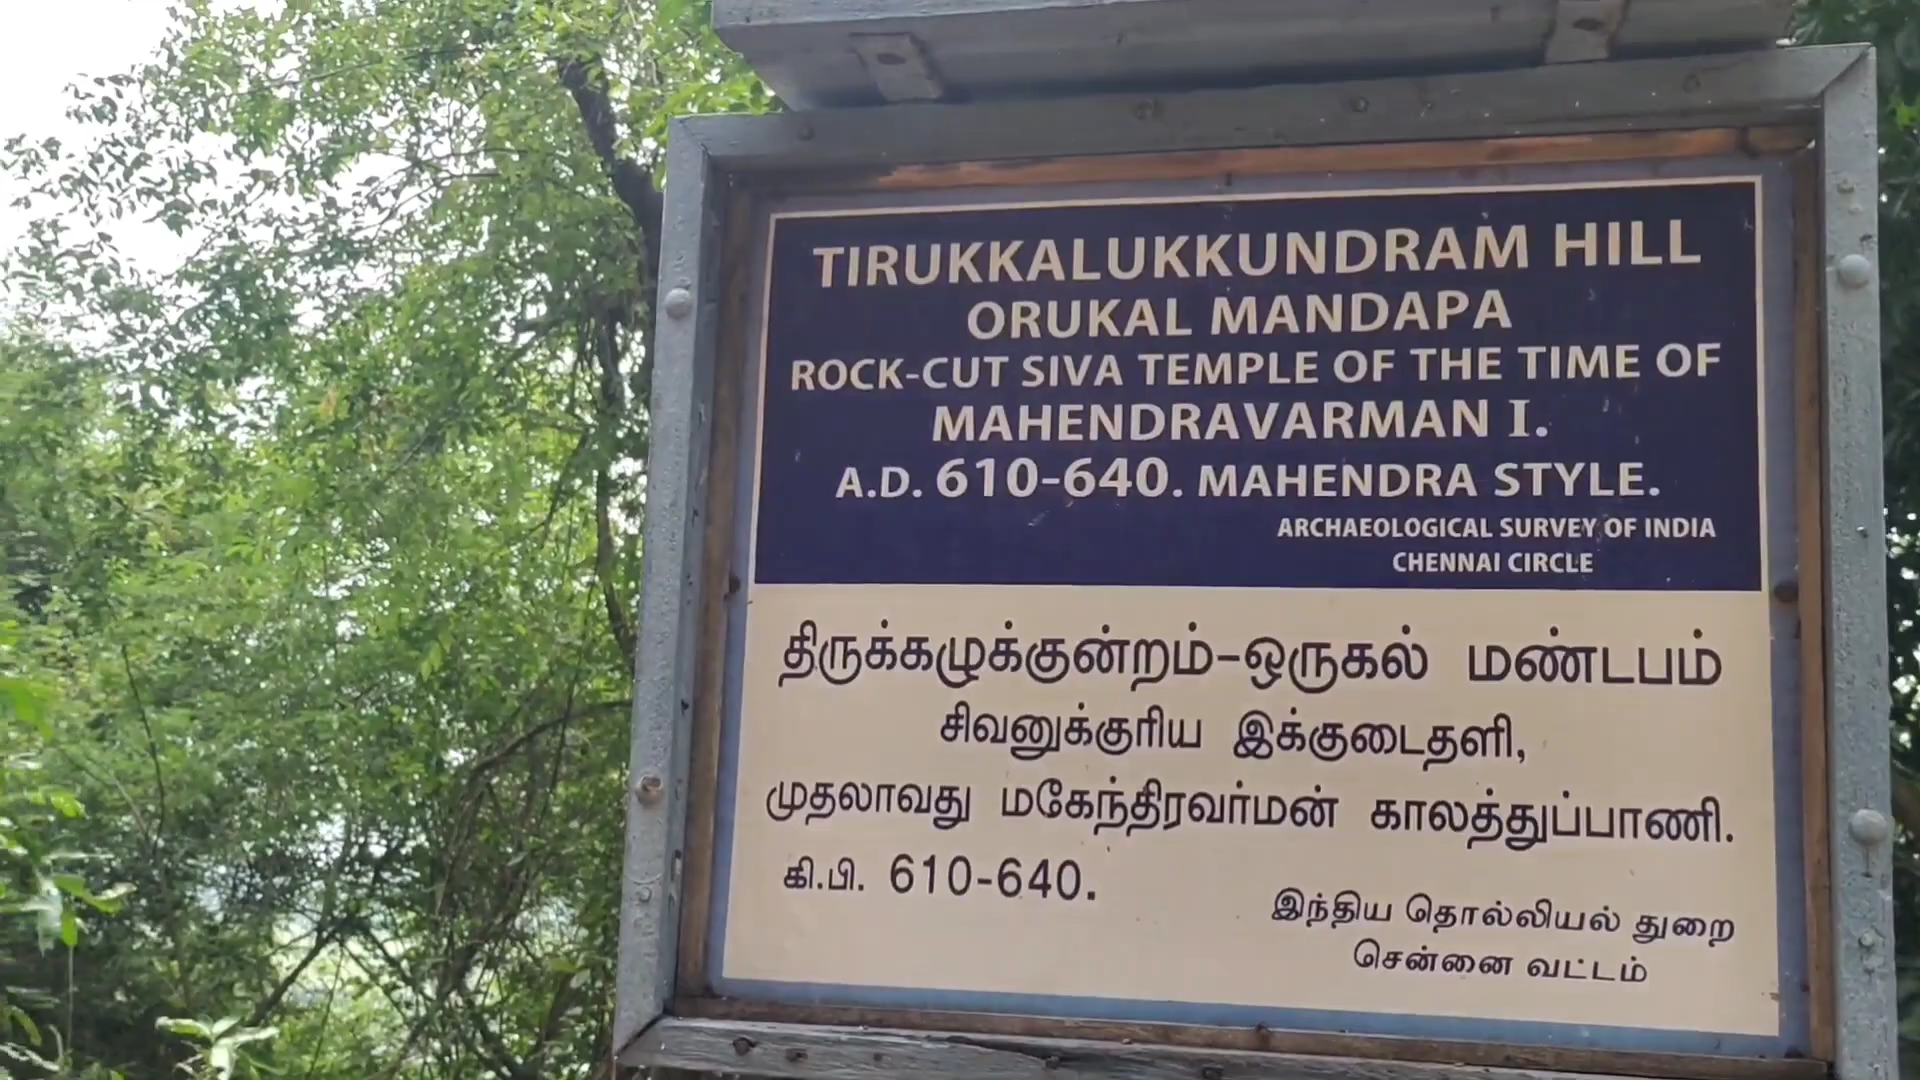 TIRUKKALUKKUNDRAM HILL
ORUKAL MANDAPA
ROCK-CUT SIVA TEMPLE OF THE TIME OF
MAHENDRAVARMAN I.
A.D. 610-640. MAHENDRA STYLE.
ARCHAEOLOGICAL SURVEY OF INDIA
CHENNAI CIRCLE
திருக்கழுக்குன்றம்-ஒருகல் மண்டபம்
சிவனுக்குரிய இக்குடைதளி,
முதலாவது மகேந்திரவர்மன் காலத்துப்பாணி.
கி.பி. 610-640.
இந்திய தொல்லியல் துறை
சென்னை வட்டம்